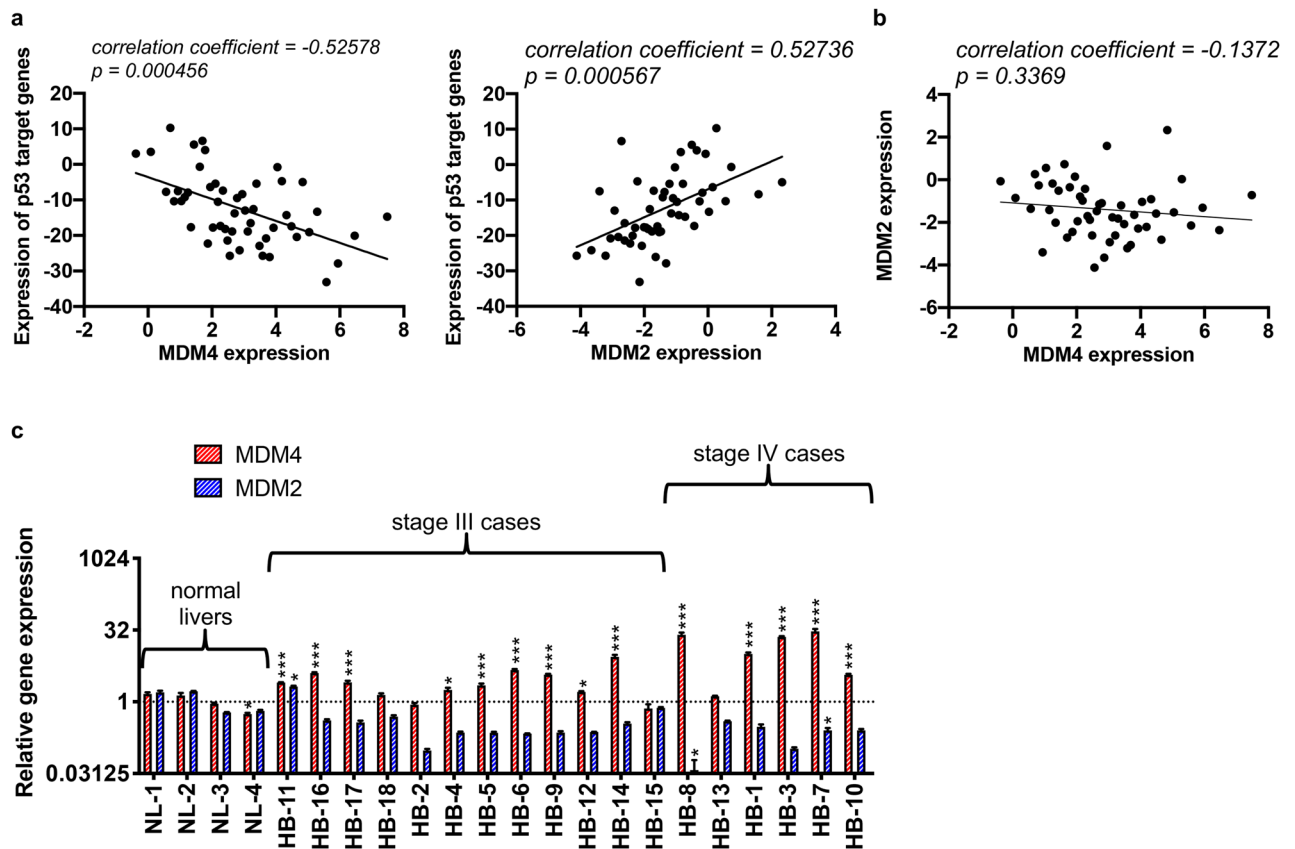 a
correlation coefficient = -0.52578
p = 0.000456
Expression of p53 target genes
20
10
0
-10
-20
-30
-40
-2
0
2
4
6
8
MDM4 expression
correlation coefficient = 0.52736
p = 0.000567
Expression of p53 target genes
20
10
0
-10
-20
-30
-40
-6
-4
-2
0
2
4
MDM2 expression
b
correlation coefficient = -0.1372
p = 0.3369
MDM2 expression
4
2
0
-2
-4
-6
-2
0
2
4
6
8
MDM4 expression
c
MDM4
MDM2
stage IV cases
stage III cases
normal
livers
Relative gene expression
1024
32
1
0.03125
*
***
*
***
***
*
***
***
***
*
***
***
*
***
***
***
*
***
NL-1
NL-2
NL-3
NL-4
HB-11
HB-16
HB-17
HB-18
HB-2
HB-4
HB-5
HB-6
HB-9
HB-12
HB-14
HB-15
HB-8
HB-13
HB-1
HB-3
HB-7
HB-10